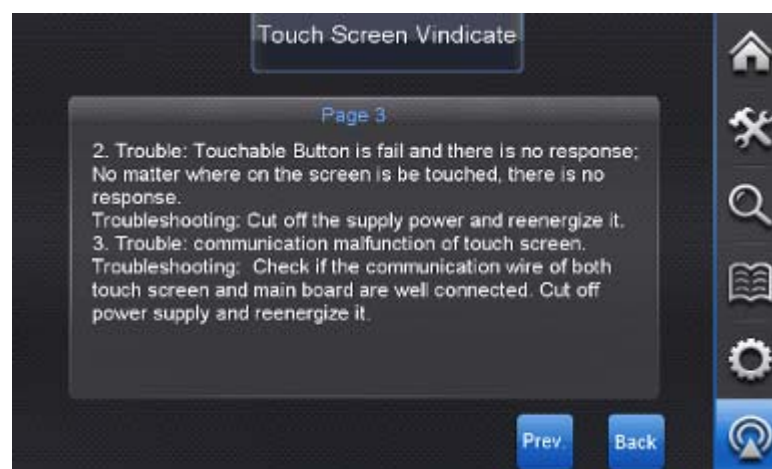 Touch Screen Vindicate
Page 3
2. Trouble: Touchable Button is fail and there is no response;
No matter where on the screen is be touched, there is no
response.
Troubleshooting: Cut off the supply power and reenergize it.
3. Trouble: communication malfunction of touch screen.
Troubleshooting:  Check if the communication wire of both
touch screen and main board are well connected. Cut off
power supply and reenergize it.
Prev.
Back